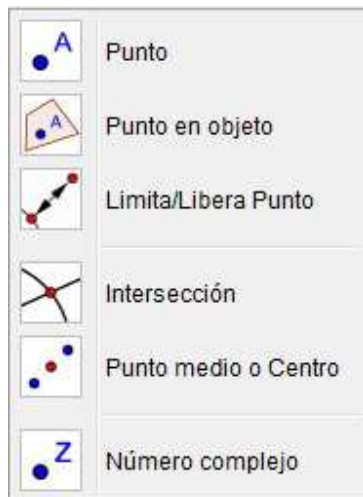 A Punto
A Punto en objeto
Limita/Libera Punto
Intersección
Punto medio o Centro
Z Número complejo